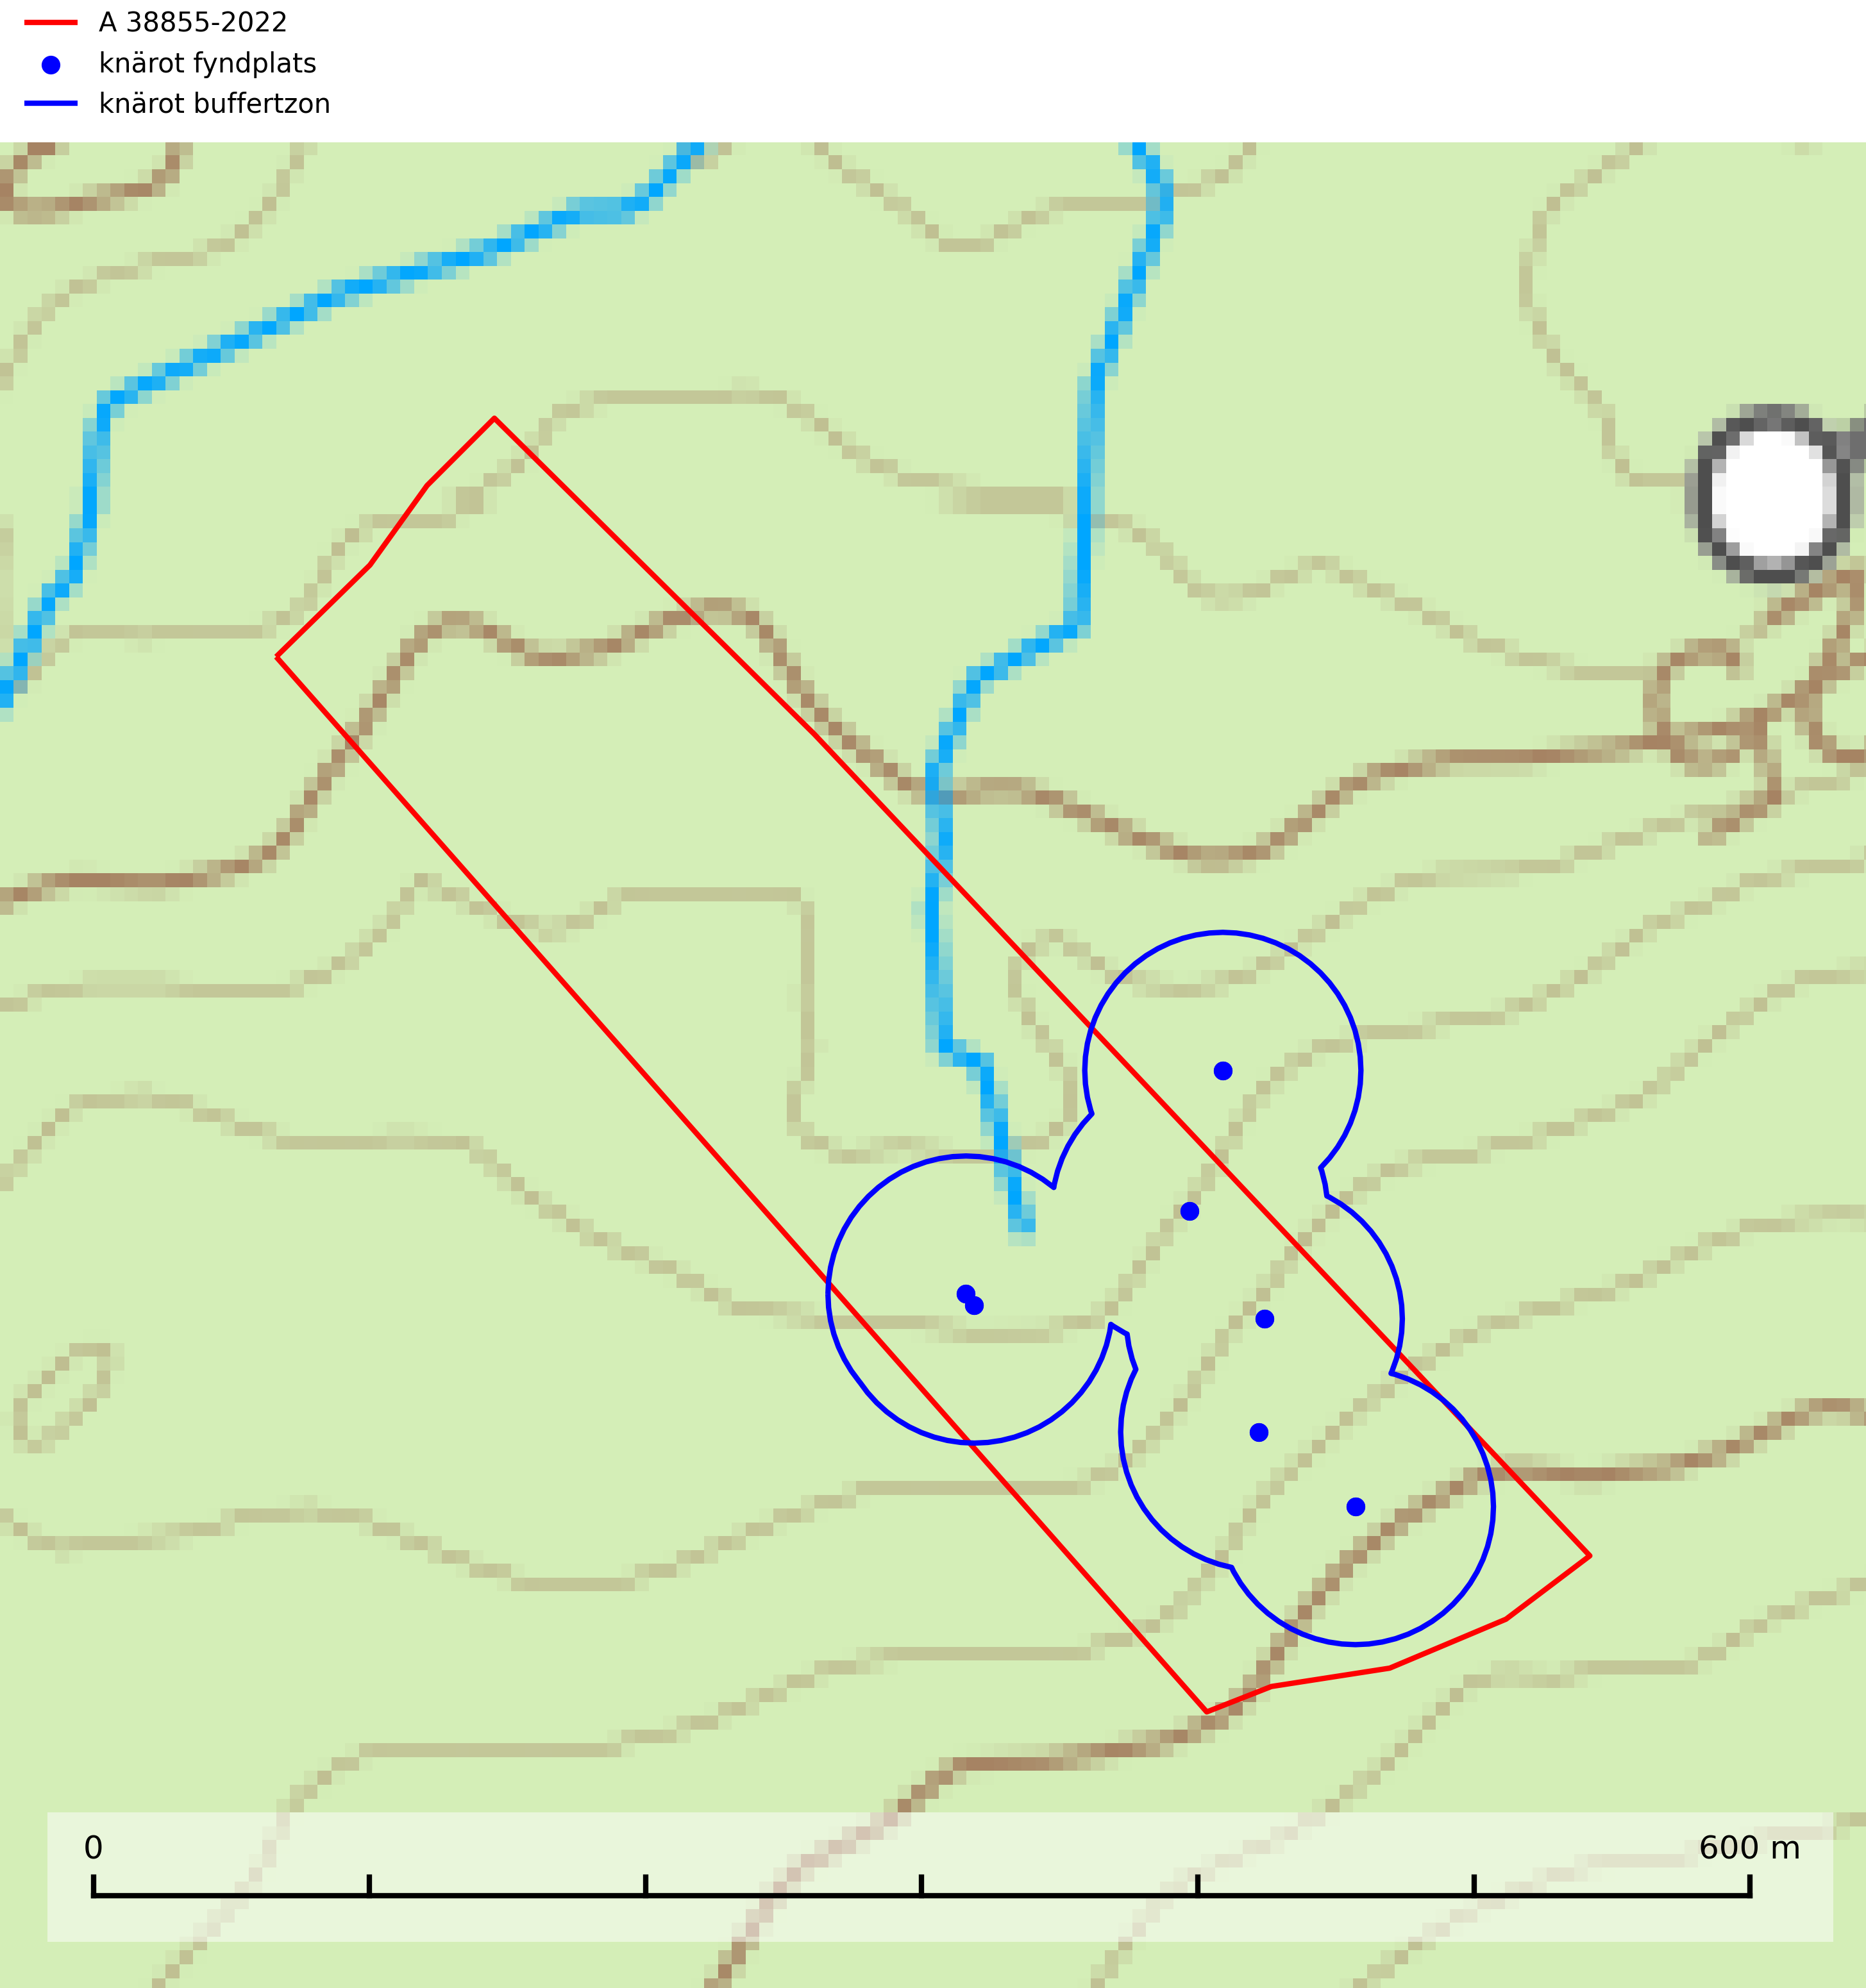 A 38855-2022
knärot fyndplats
knärot buffertzon
0
600 m